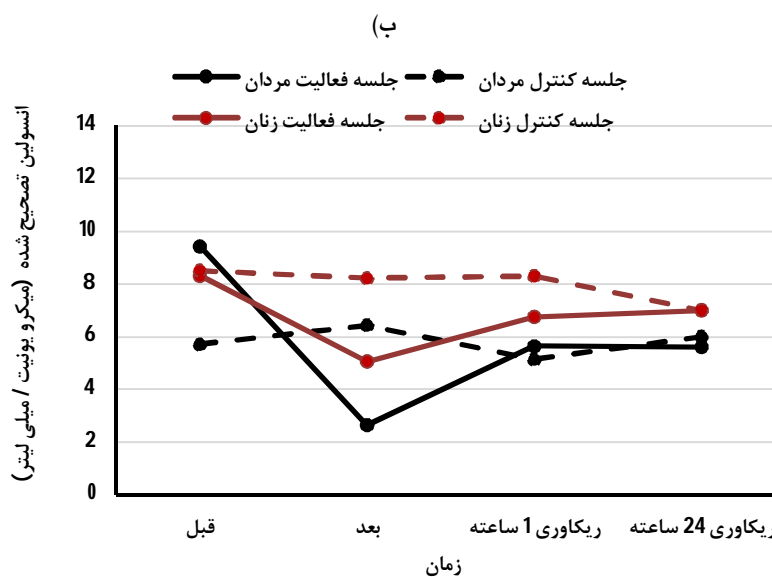 ب)
جلسه فعالیت مردان
جلسه کنترل مردان
جلسه فعالیت زنان
جلسه کنترل زنان
انسولین تصحیح شده (میکرو یونیت / میلی لیتر)
14
12
10
8
6
4
2
0
قبل
بعد
ریکاوری 1 ساعته
ریکاوری 24 ساعته
زمان